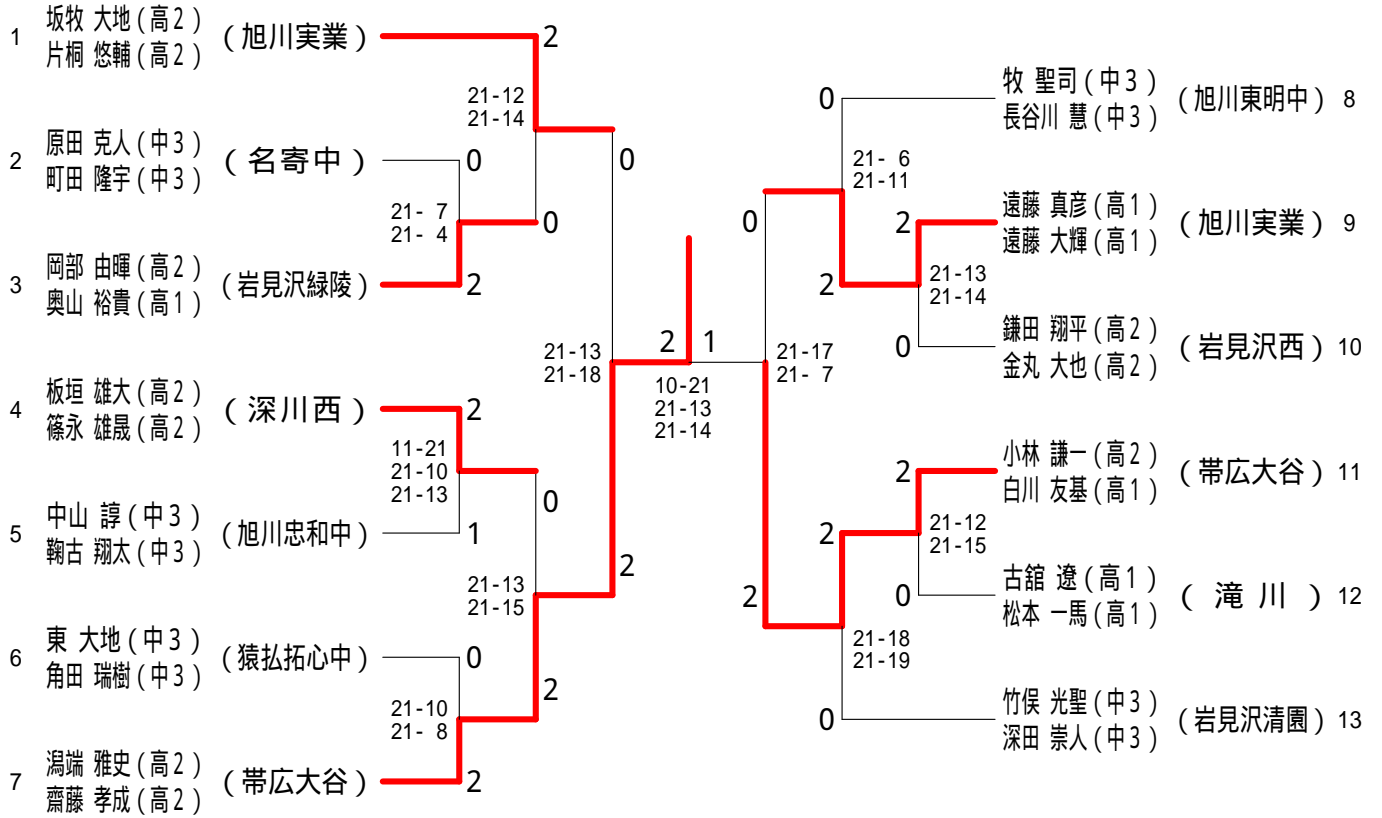 1 坂牧 大地(高2) (旭川実業) 2
片桐 悠輔(高2)
21-12
21-14
2 原田 克人(中3) (名寄中) 0 0
町田 隆宇(中3)
21- 7 0
21- 4
3 岡部 由暉(高2) (岩見沢緑陵) 2
奥山 裕貴(高1)
21-13
21-18
4 板垣 雄大(高2) (深川西) 2
篠永 雄晟(高2)
11-21
21-10 0
21-13
5 中山 諄(中3) (旭川忠和中) 1
鞠古 翔太(中3)
21-13 2
21-15
6 東 大地(中3) (猿払拓心中) 0
角田 瑞樹(中3)
21-10 2
21- 8
7 潟端 雅史(高2) (帯広大谷) 2
齋藤 孝成(高2)
2 1
10-21
21-13
21-14
0 牧 聖司(中3) (旭川東明中) 8
長谷川 慧(中3)
21- 6
21-11
0 2 遠藤 真彦(高1) (旭川実業) 9
遠藤 大輝(高1)
2 21-13
21-14
0 鎌田 翔平(高2) (岩見沢西) 10
金丸 大也(高2)
21-17
21- 7
2 小林 謙一(高2) (帯広大谷) 11
白川 友基(高1)
2 21-12
21-15
2 0 古舘 遼(高1) (滝川) 12
松本 一馬(高1)
21-18
21-19
0 竹俣 光聖(中3) (岩見沢清園) 13
深田 崇人(中3)